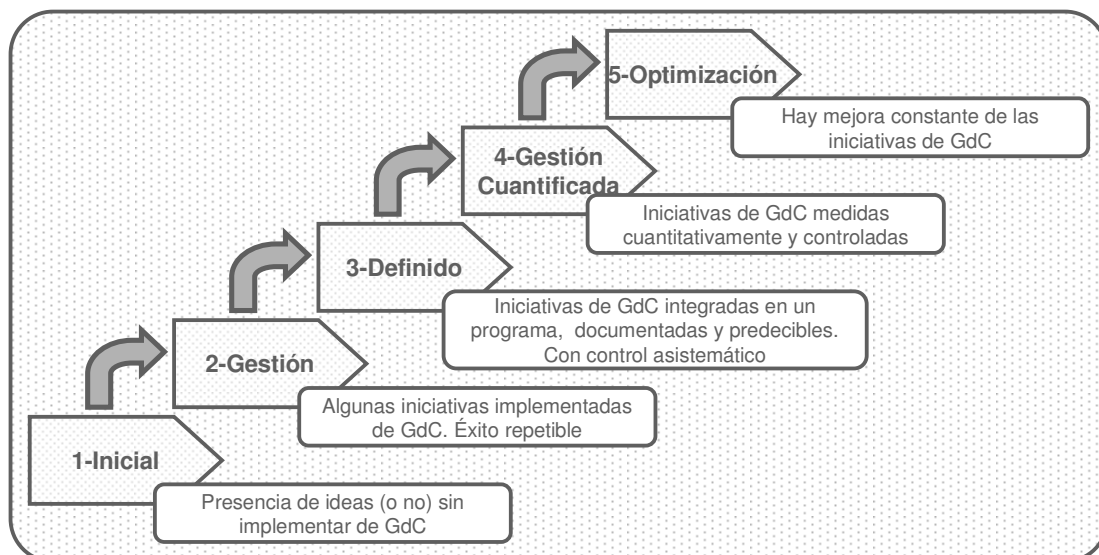 5-Optimización
Hay mejora constante de las
iniciativas de GdC
4-Gestión
Cuantificada
Iniciativas de GdC medidas
cuantitativamente y controladas
3-Definido
Iniciativas de GdC integradas en un
programa, documentadas y predecibles.
Con control asistemático
2-Gestión
Algunas iniciativas implementadas
de GdC. Éxito repetible
1-Inicial
Presencia de ideas (o no) sin
implementar de GdC